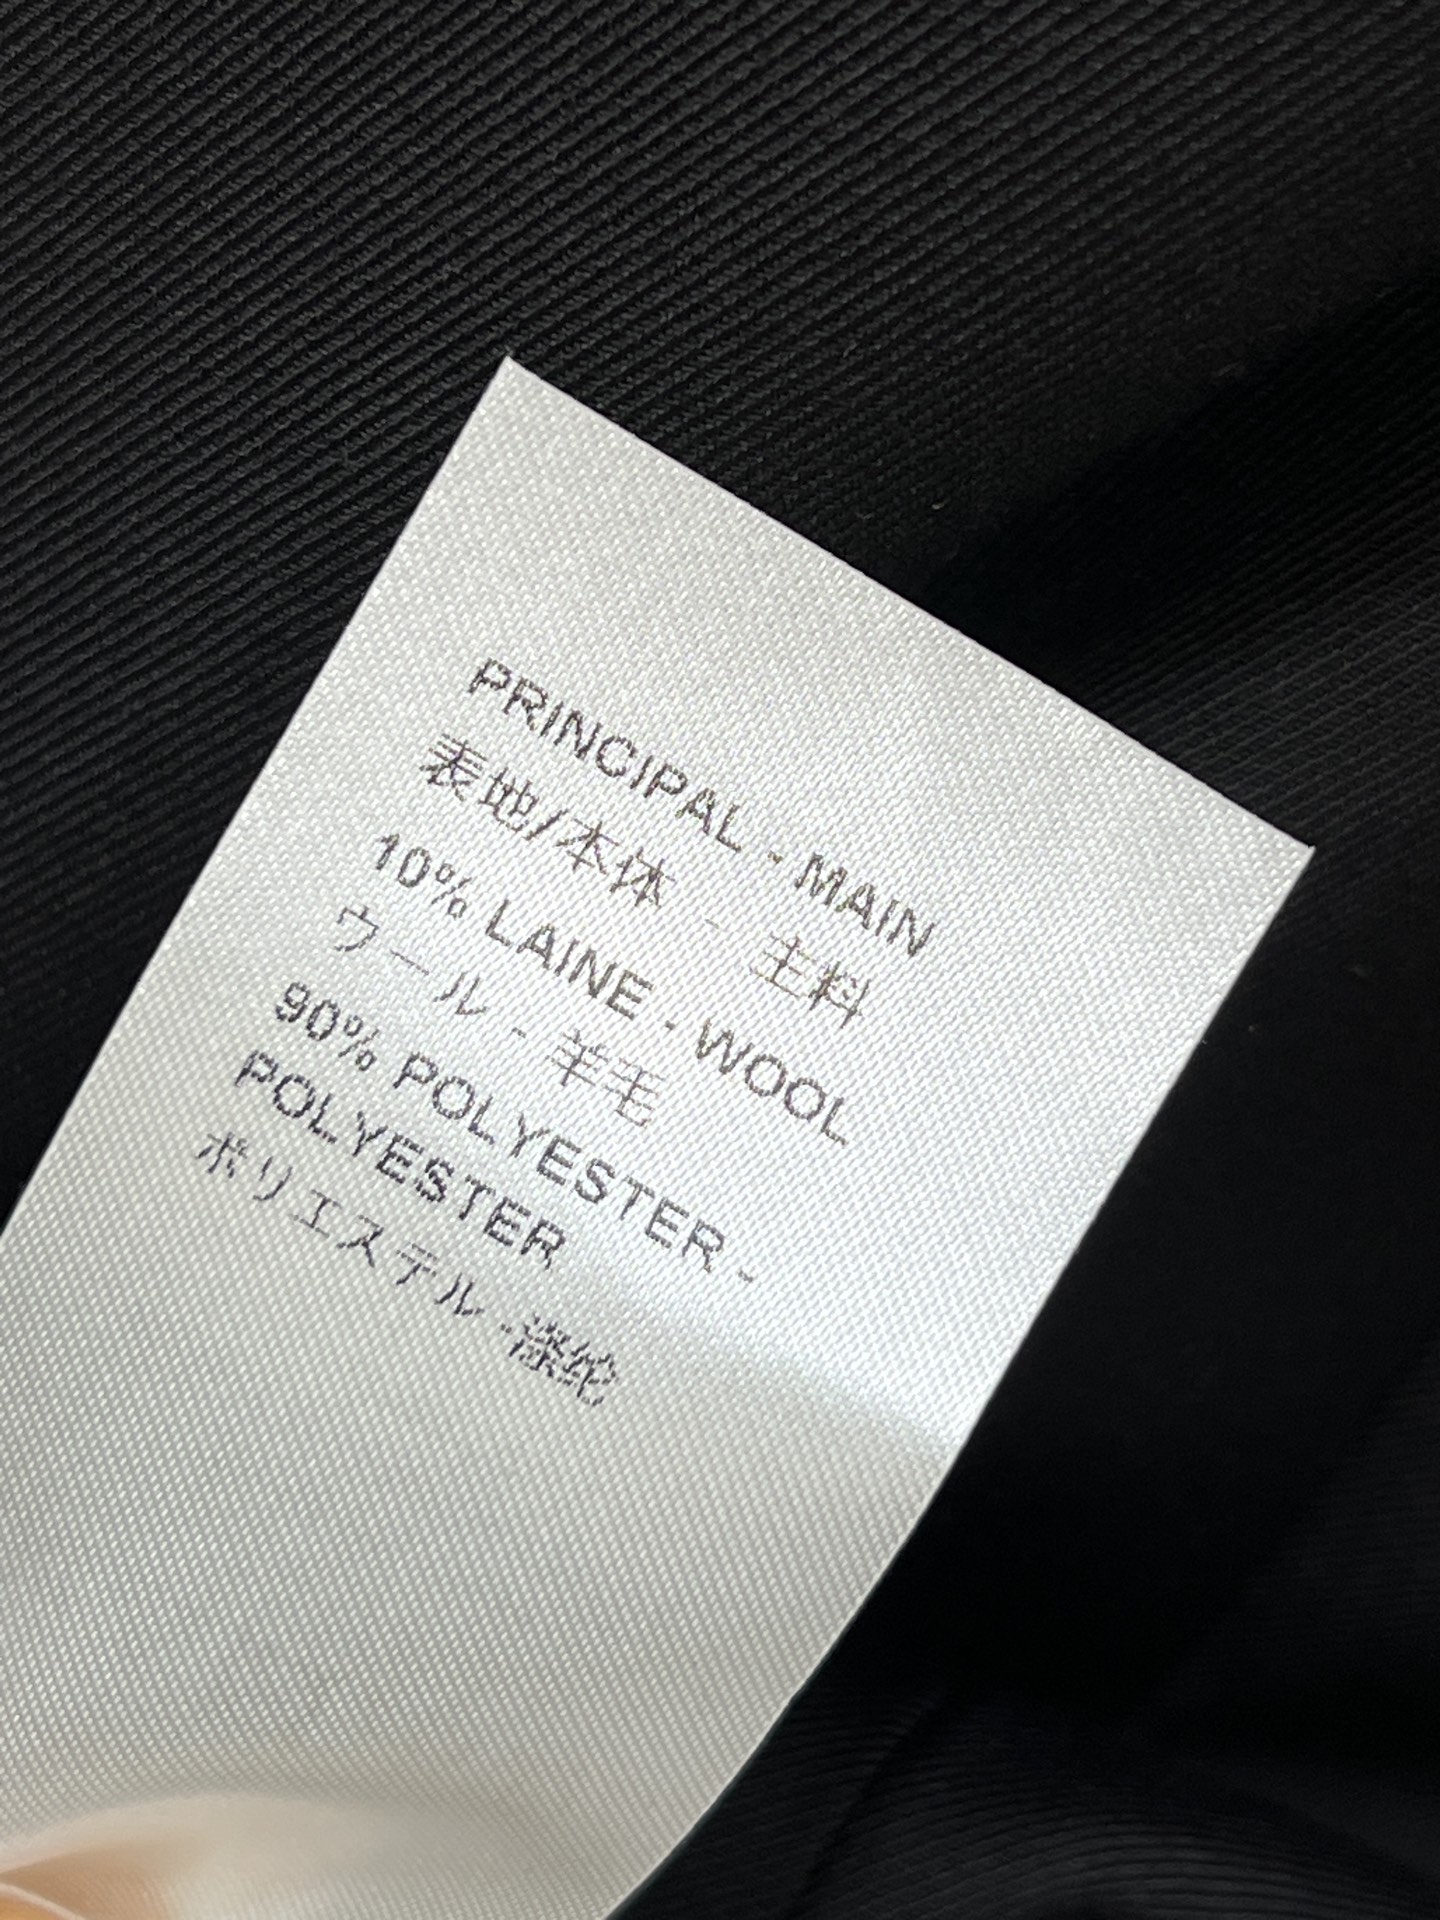 PRINCIPAL - MAIN
表地/本体 - 主料
10% LAINE - WOOL
ウール - 羊毛
90% POLYESTER -
POLYESTER
ポリエステル -涤纶